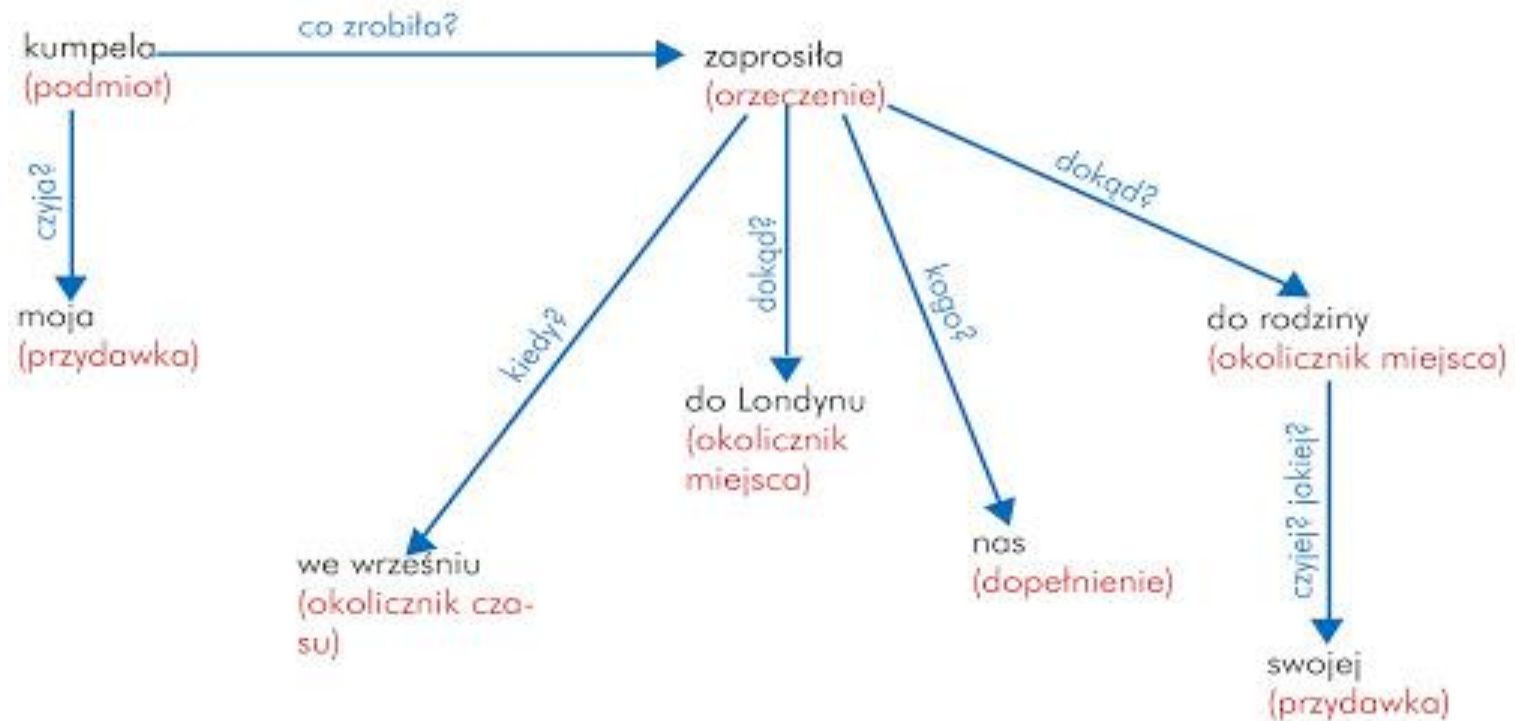 co zrobiła?
kumpela
(podmiot)
zaprosiła
(orzeczenie)
czyja?
kiedy?
dokąd?
kogo?
dokąd?
moja
(przydawka)
do Londynu
(okolicznik
miejsca)
do rodziny
(okolicznik miejsca)
czyjej? jakiej?
we wrześniu
(okolicznik cza-
su)
nas
(dopełnienie)
swojej
(przydawka)